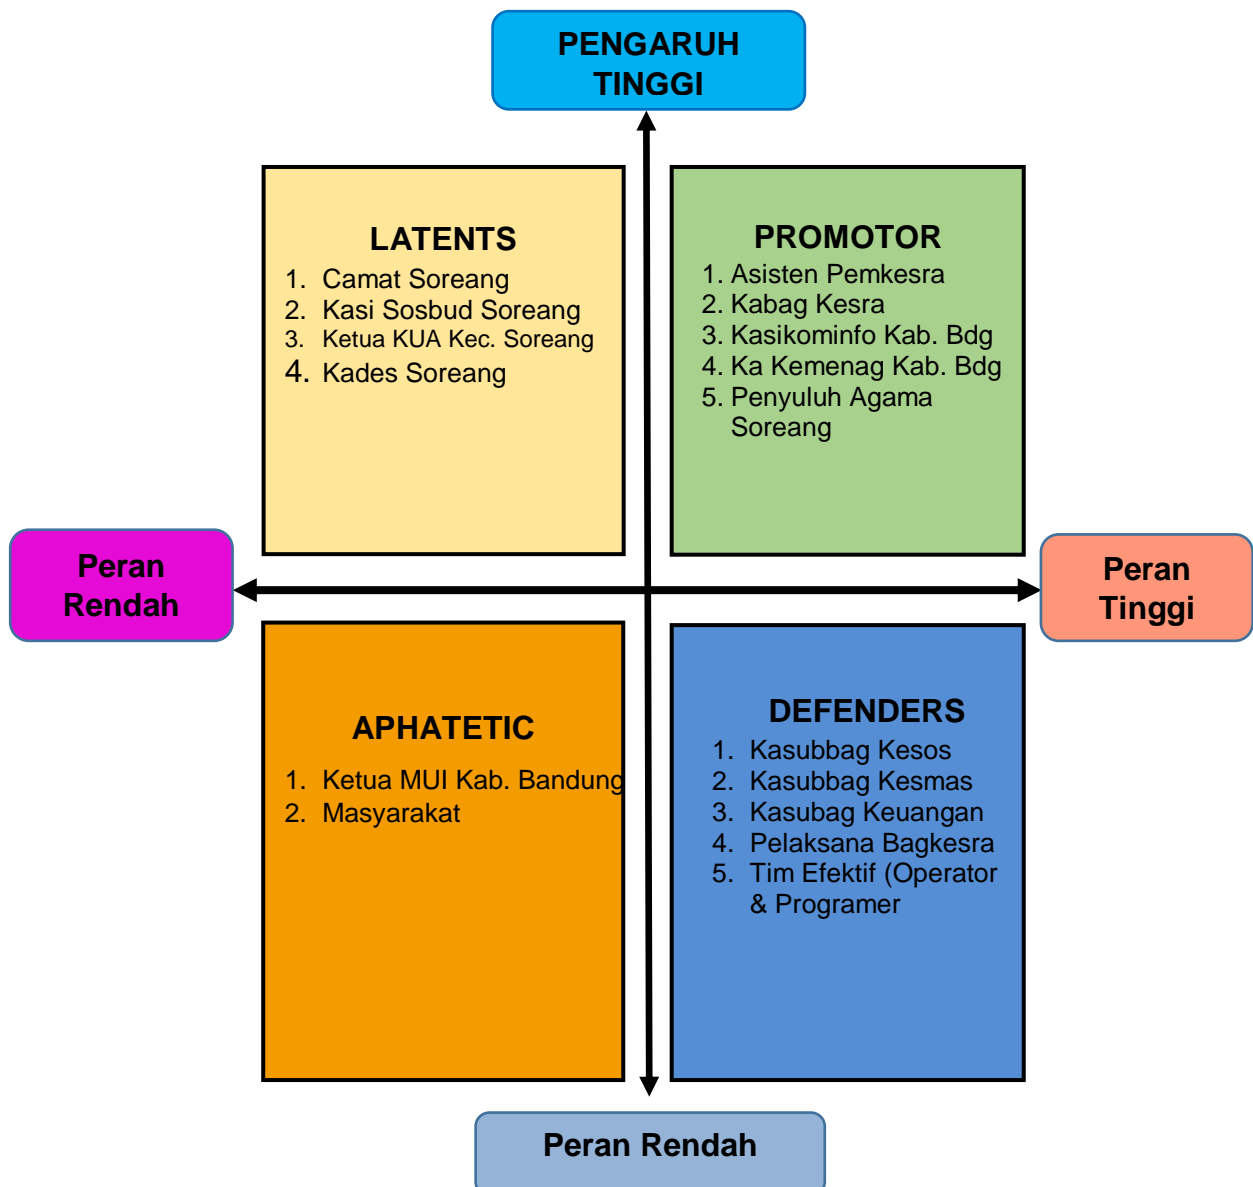 PENGARUH
TINGGI
LATENTS
1. Camat Soreang
2. Kasi Sosbud Soreang
3. Ketua KUA Kec. Soreang
4. Kades Soreang
PROMOTOR
1. Asisten Pemkesra
2. Kabag Kesra
3. Kasikominfo Kab. Bdg
4. Ka Kemenag Kab. Bdg
5. Penyuluh Agama
Soreang
Peran
Rendah
Peran
Tinggi
APHATETIC
1. Ketua MUI Kab. Bandung
2. Masyarakat
DEFENDERS
1. Kasubbag Kesos
2. Kasubbag Kesmas
3. Kasubag Keuangan
4. Pelaksana Bagkesra
5. Tim Efektif (Operator
& Programer
Peran Rendah